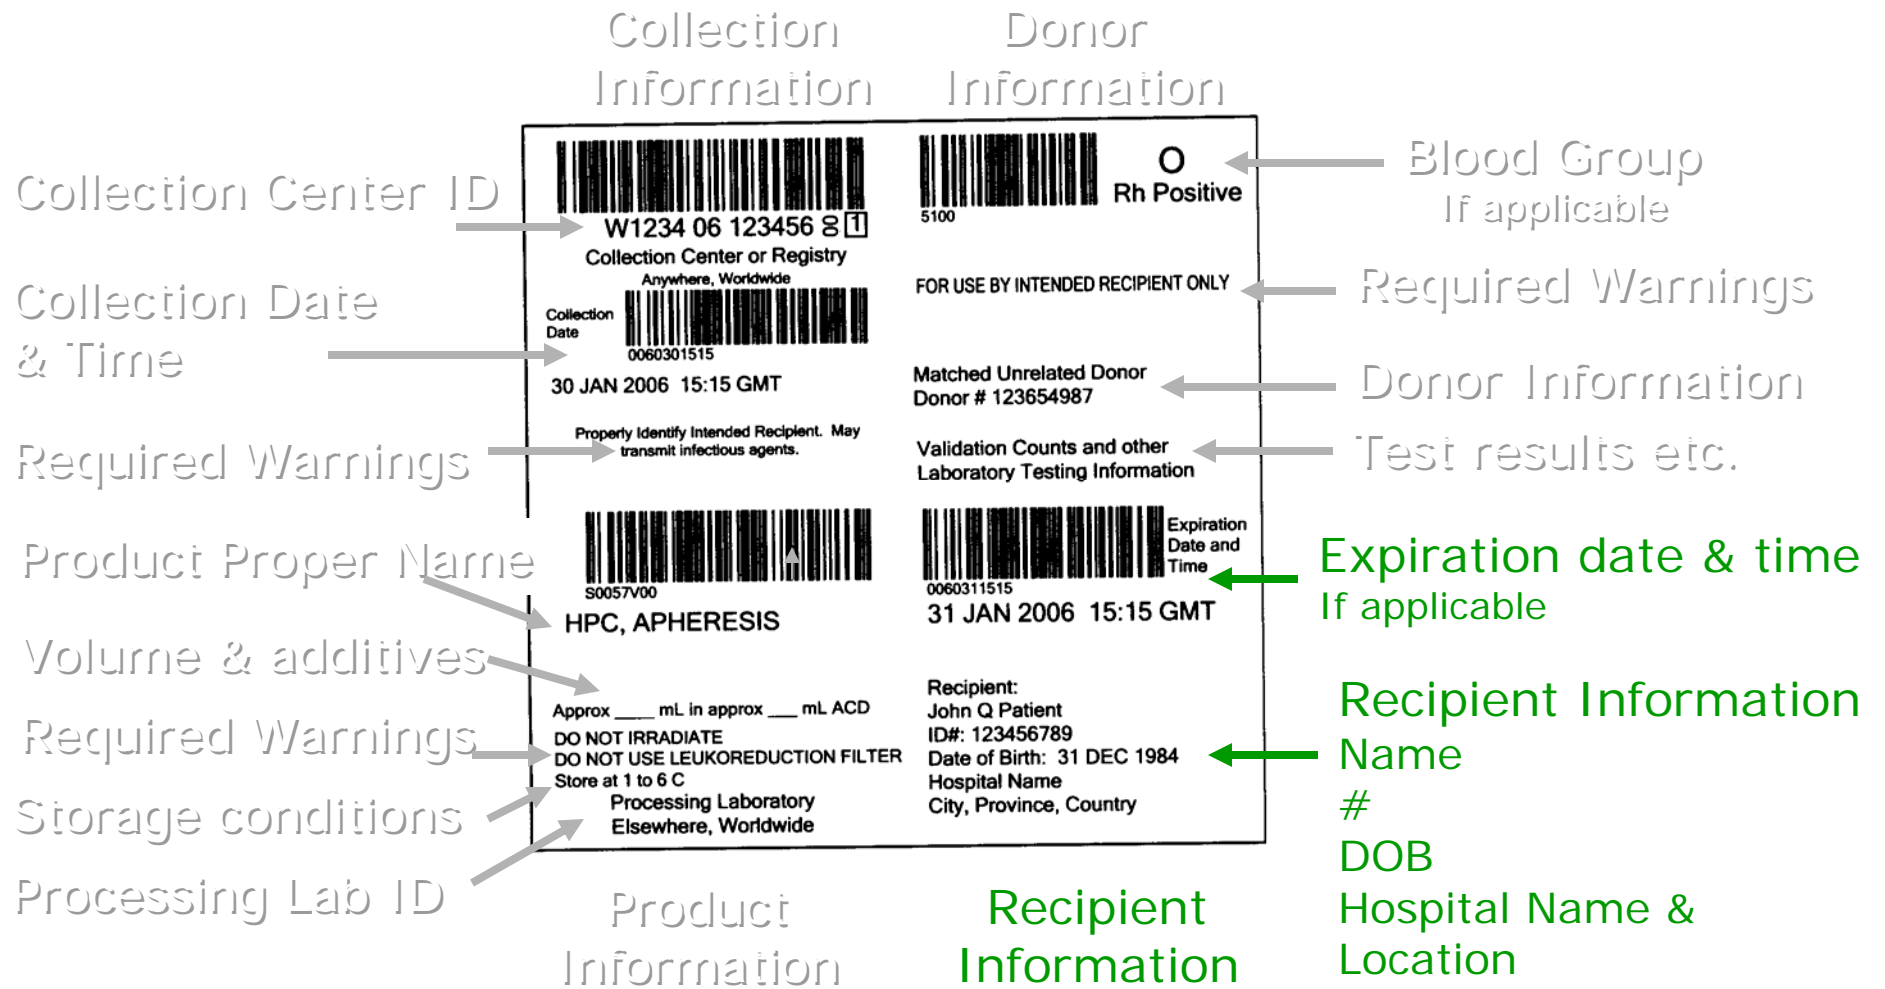 Collection
Information
Donor
Information
Collection Center ID
Collection Date
& Time
Required Warnings
Product Proper Name
Volume & additives
Required Warnings
Storage conditions
Processing Lab ID
W1234 06 123456 00 1
Collection Center or Registry
Anywhere, Worldwide
Collection
Date
0060301515
30 JAN 2006 15:15 GMT
Properly Identify Intended Recipient. May
transmit infectious agents.
S0057V00
HPC, APHERESIS
Approx ____ mL in approx ___ mL ACD
DO NOT IRRADIATE
DO NOT USE LEUKOREDUCTION FILTER
Store at 1 to 6 C
Processing Laboratory
Elsewhere, Worldwide
5100
O
Rh Positive
FOR USE BY INTENDED RECIPIENT ONLY
Matched Unrelated Donor
Donor # 123654987
Validation Counts and other
Laboratory Testing Information
Expiration
Date and
Time
0060311515
31 JAN 2006 15:15 GMT
Recipient:
John Q Patient
ID#: 123456789
Date of Birth: 31 DEC 1984
Hospital Name
City, Province, Country
Blood Group
If applicable
Required Warnings
Donor Information
Test results etc.
Expiration date & time
If applicable
Recipient Information
Name
#
DOB
Hospital Name &
Location
Product
Information
Recipient
Information